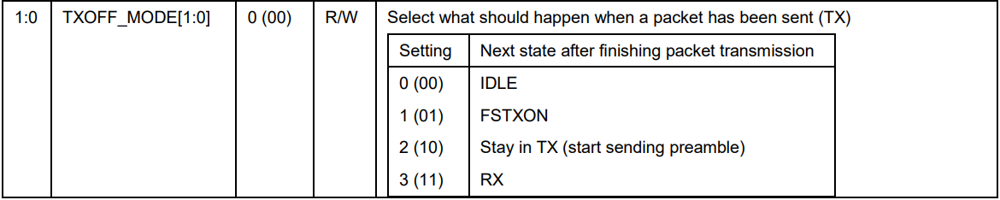 1:0 TXOFF_MODE[1:0] 0 (00) R/W Select what should happen when a packet has been sent (TX)
Setting Next state after finishing packet transmission
0 (00) IDLE
1 (01) FSTXON
2 (10) Stay in TX (start sending preamble)
3 (11) RX